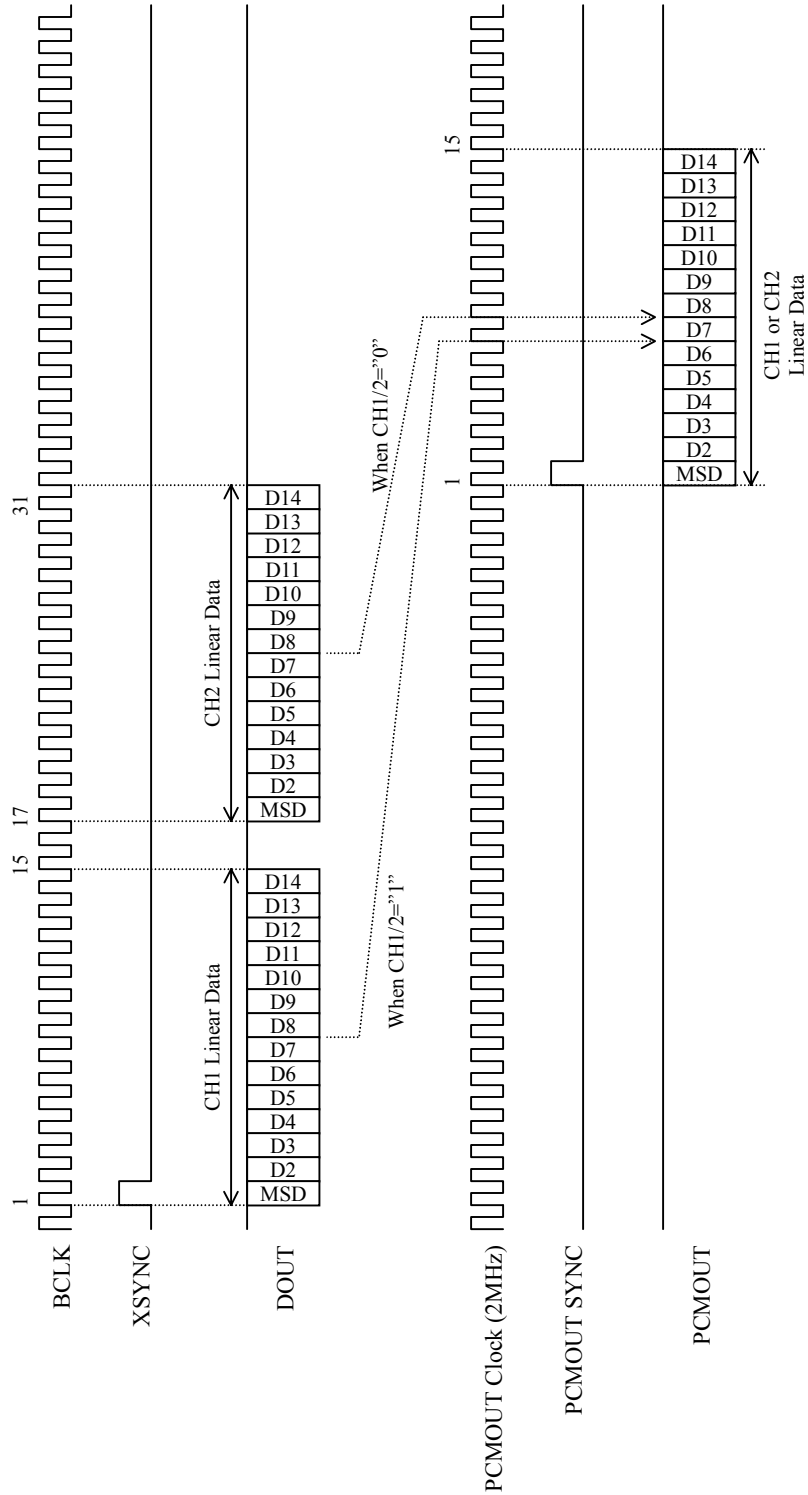 1 15 17 31
BCLK
XSYNC
CH1 Linear Data CH2 Linear Data
DOUT MSD D2 D3 D4 D5 D6 D7 D8 D9 D10 D11 D12 D13 D14 MSD D2 D3 D4 D5 D6 D7 D8 D9 D10 D11 D12 D13 D14
When CH1/2=”1” When CH1/2=”0”
1 15
PCMOUT Clock (2MHz)
PCMOUT SYNC
PCMOUT MSD D2 D3 D4 D5 D6 D7 D8 D9 D10 D11 D12 D13 D14
CH1 or CH2
Linear Data